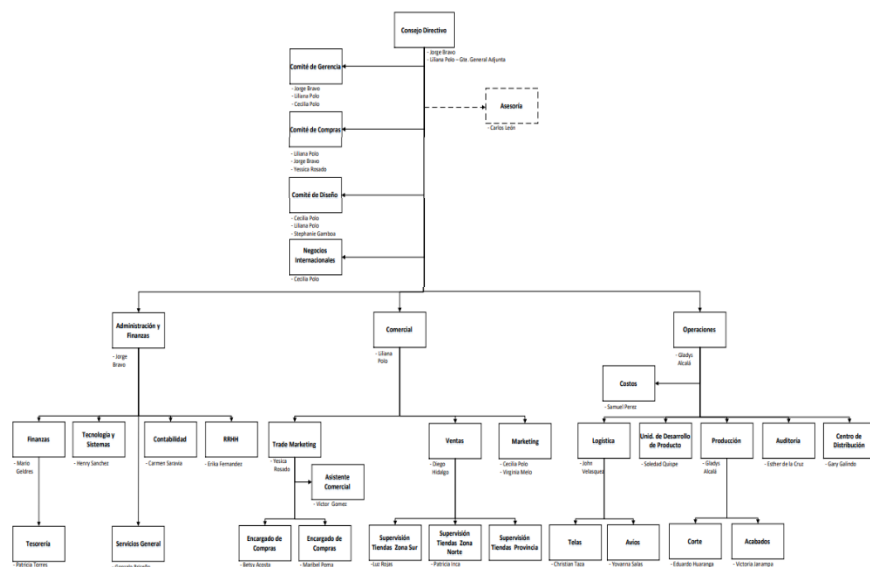 Consejo Directivo
- Jorge Bravo
- Liliana Polo – Gte. General Adjunta
Comité de Gerencia
- Jorge Bravo
- Liliana Polo
- Cecilia Polo
Asesoría
- Carlos León
Comité de Compras
- Liliana Polo
- Jorge Bravo
- Yessica Rosado
Comité de Diseño
- Cecilia Polo
- Liliana Polo
- Stephanie Gamboa
Negocios
Internacionales
- Cecilia Polo
Administración y
Finanzas
- Jorge
Bravo
Comercial
- Liliana
Polo
Operaciones
- Gladys
Alcalá
Costos
- Samuel Perez
Finanzas
- Mario
Geldres
Tecnología y
Sistemas
- Henry Sanchez
Contabilidad
- Carmen Saravia
RRHH
- Erika Fernandez
Trade Marketing
- Yesica
Rosado
Ventas
- Diego
Hidalgo
Marketing
- Cecilia Polo
- Virginia Melo
Logística
- John
Velasquez
Unid. de Desarrollo
de Producto
- Soledad Quispe
Producción
- Gladys
Alcalá
Auditoria
- Esther de la Cruz
Centro de
Distribución
- Gary Galindo
Asistente
Comercial
- Victor Gomez
Tesorería
- Patricia Torres
Servicios General
Encargado de
Compras
- Betsy Acosta
Encargado de
Compras
- Maribel Poma
Supervisión
Tiendas Zona Sur
- Luz Rojas
Supervisión
Tiendas Zona
Norte
- Patricia Inca
Supervisión
Tiendas Provincia
Telas
- Christian Taza
Avios
- Yovanna Salas
Corte
- Eduardo Huaranga
Acabados
- Victoria Janampa